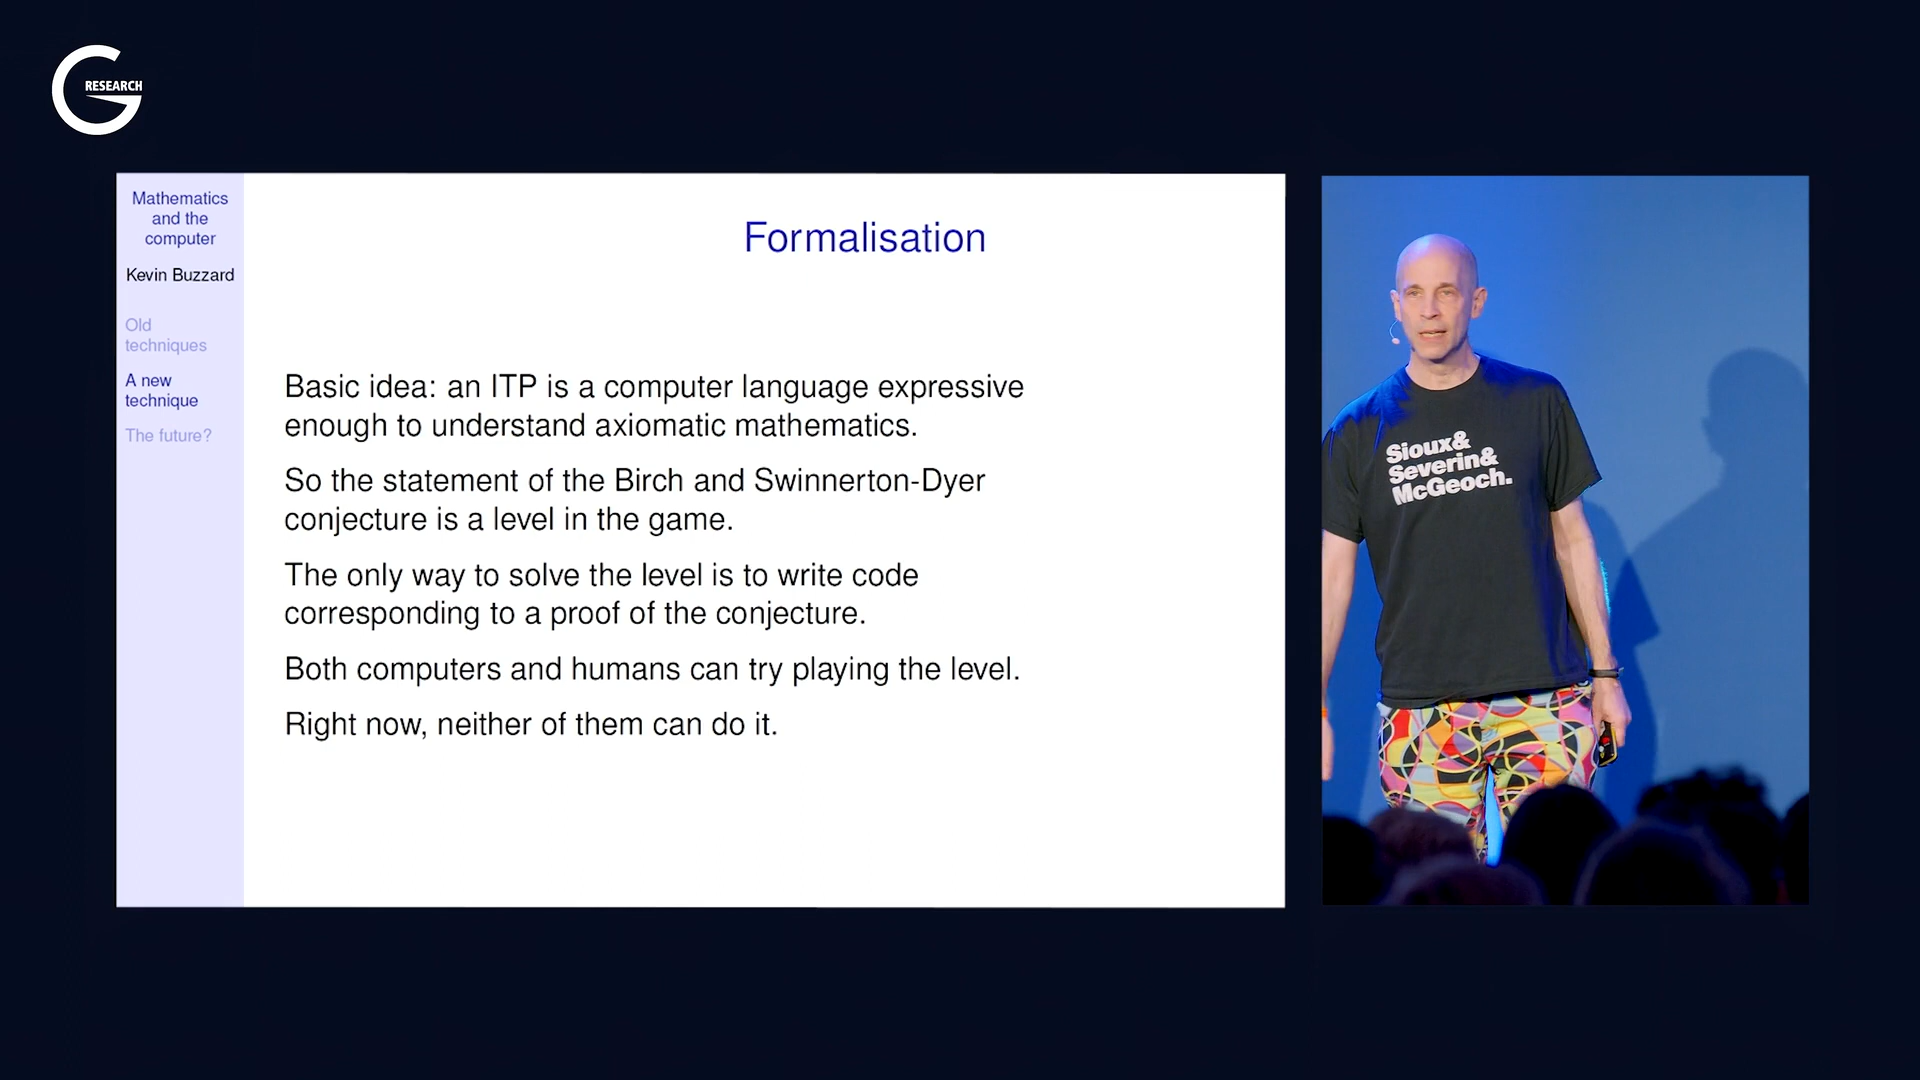 G
RESEARCH
Mathematics
and the
computer
Kevin Buzzard
Old
techniques
A new
technique
The future?
Formalisation
Basic idea: an ITP is a computer language expressive
enough to understand axiomatic mathematics.
So the statement of the Birch and Swinnerton-Dyer
conjecture is a level in the game.
The only way to solve the level is to write code
corresponding to a proof of the conjecture.
Both computers and humans can try playing the level.
Right now, neither of them can do it.
Sioux&
Severin&
McGeoch.